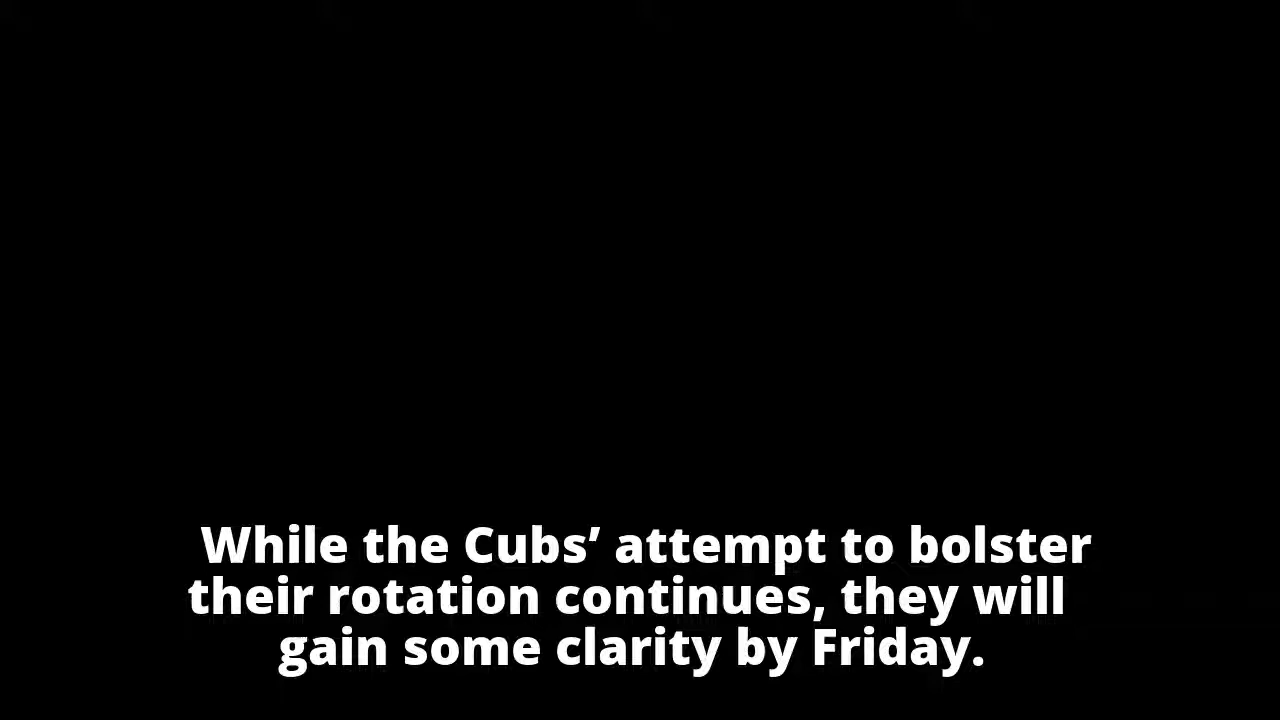 While the Cubs’ attempt to bolster
their rotation continues, they will
gain some clarity by Friday.